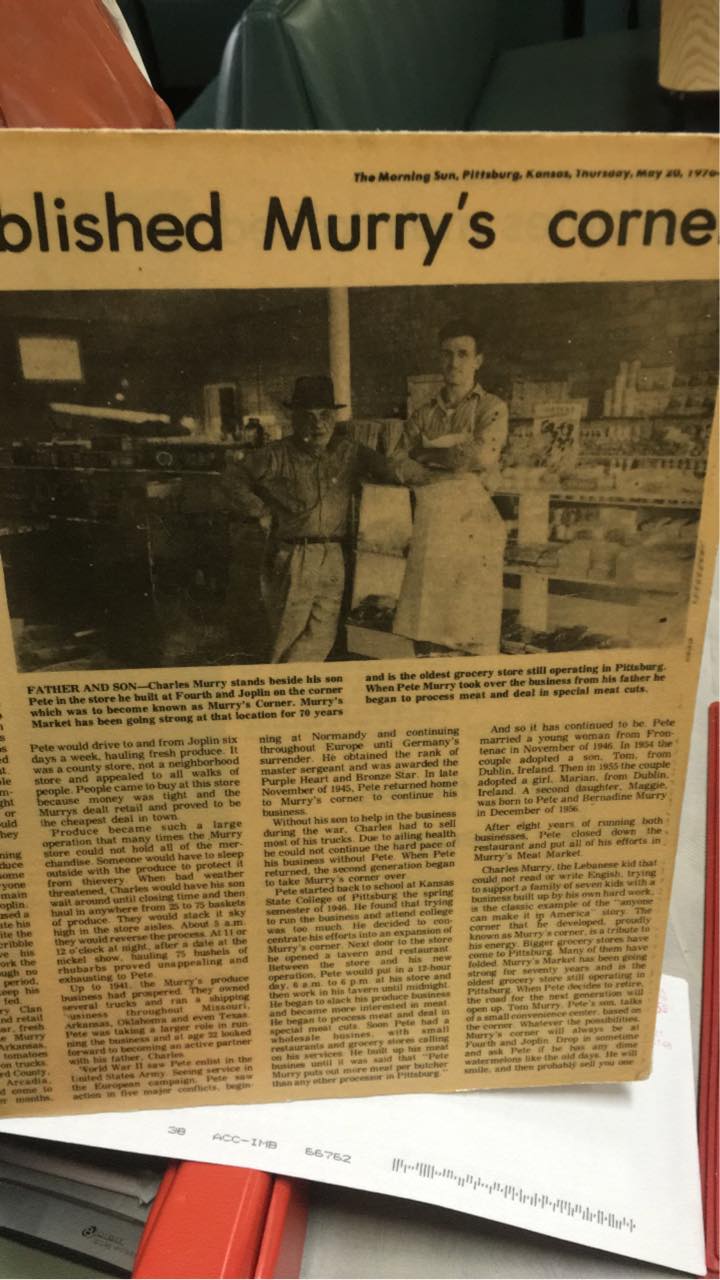 The Morning Sun, Pittsburg, Kansas, Thursday, May 20, 1976
blished Murry's corne
FATHER AND SON—Charles Murry stands beside his son
Pete in the store he built at Fourth and Joplin on the corner
which was to become known as Murry's Corner. Murry's
Market has been going strong at that location for 70 years
and is the oldest grocery store still operating in Pittsburg.
When Pete Murry took over the business from his father he
began to process meat and deal in special meat cuts.
Pete would drive to and from Joplin six
days a week, hauling fresh produce. It
was a county store, not a neighborhood
store and appealed to all walks of
people. People came to buy at this store
because money was tight and the
Murrys dealt retail and proved to be
the cheapest deal in town.
Produce became such a large
operation that many times the Murry
store could not hold all of the mer-
chandise. Someone would have to sleep
outside with the produce to protect it
from thievery. When bad weather
threatened, Charles would have his son
wait around until closing time and then
haul in anywhere from 25 to 75 baskets
of produce. They would stack it sky
high in the store aisles. About 5 a.m.
they would reverse the process. At 11 or
12 o'clock at night, after a date at the
nickel show, hauling 75 bushels of
rhubarbs proved unappealing and
exhausting to Pete.
Up to 1941, the Murry's produce
business had prospered. They owned
several trucks and ran a shipping
business throughout Missouri,
Arkansas, Oklahoma and even Texas.
Pete was taking a larger role in run-
ning the business and at age 22 looked
forward to becoming an active partner
with his father, Charles.
World War II saw Pete enlist in the
United States Army. Seeing service in
the European campaign, Pete saw
action in five major conflicts, begin-
ning at Normandy and continuing
throughout Europe unti Germany's
surrender. He obtained the rank of
master sergeant and was awarded the
Purple Heart and Bronze Star. In late
November of 1945, Pete returned home
to Murry's corner to continue his
business.
Without his son to help in the business
during the war, Charles had to sell
most of his trucks. Due to ailing health
he could not continue the hard pace of
his business without Pete. When Pete
returned, the second generation began
to take Murry's corner over.
Pete started back to school at Kansas
State College of Pittsburg the spring
semester of 1946. He found that trying
to run the business and attend college
was too much. He decided to con-
centrate his efforts into an expansion of
Murry's corner. Next door to the store
he opened a tavern and restaurant
Between the store and his new
operation, Pete would put in a 12-hour
day, 6 a.m. to 6 p.m. at his store and
then work in his tavern until midnight.
He began to slack his produce business
and became more interested in meat.
He began to process meat and deal in
special meat cuts. Soon Pete had a
wholesale business, with small
restaurants and grocery stores calling
on his services. He built up his meat
busines until it was said that "Pete
Murry puts out more meat per butcher
than any other processor in Pittsburg."
And so it has continued to be. Pete
married a young woman from Fron-
tenac in November of 1946. In 1954 the
couple adopted a son, Tom, from
Dublin, Ireland. Then in 1955 the couple
adopted a girl, Marian, from Dublin,
Ireland. A second daughter, Maggie,
was born to Pete and Bernadine Murry
in December of 1956.
After eight years of running both
businesses, Pete closed down the
restaurant and put all of his efforts in
Murry's Meat Market.
Charles Murry, the Lebanese kid that
could not read or write Engish, trying
to support a family of seven kids with a
business built up by his own hard work,
is the classic example of the "anyone
can make it in America" story. The
corner that he developed, proudly
known as Murry's corner, is a tribute to
his energy. Bigger grocery stores have
come to Pittsburg. Many of them have
folded. Murry's Market has been going
strong for seventy years and is the
oldest grocery store still operating in
Pittsburg. When Pete decides to retire,
the road for the next generation will
open up. Tom Murry, Pete's son, talks
of a small convenience center, based on
the corner. Whatever the possibilities,
Murry's corner will always be at
Fourth and Joplin. Drop in sometime
and ask Pete if he has any dime
watermelons like the old days. He will
smile, and then probably sell you one
38 ACC-IMB 66762